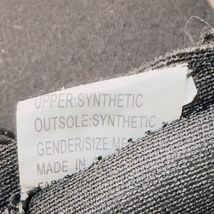 UPPER:SYNTHETIC
OUTSOLE:SYNTHETIC
GENDER/SIZE:
MADE IN